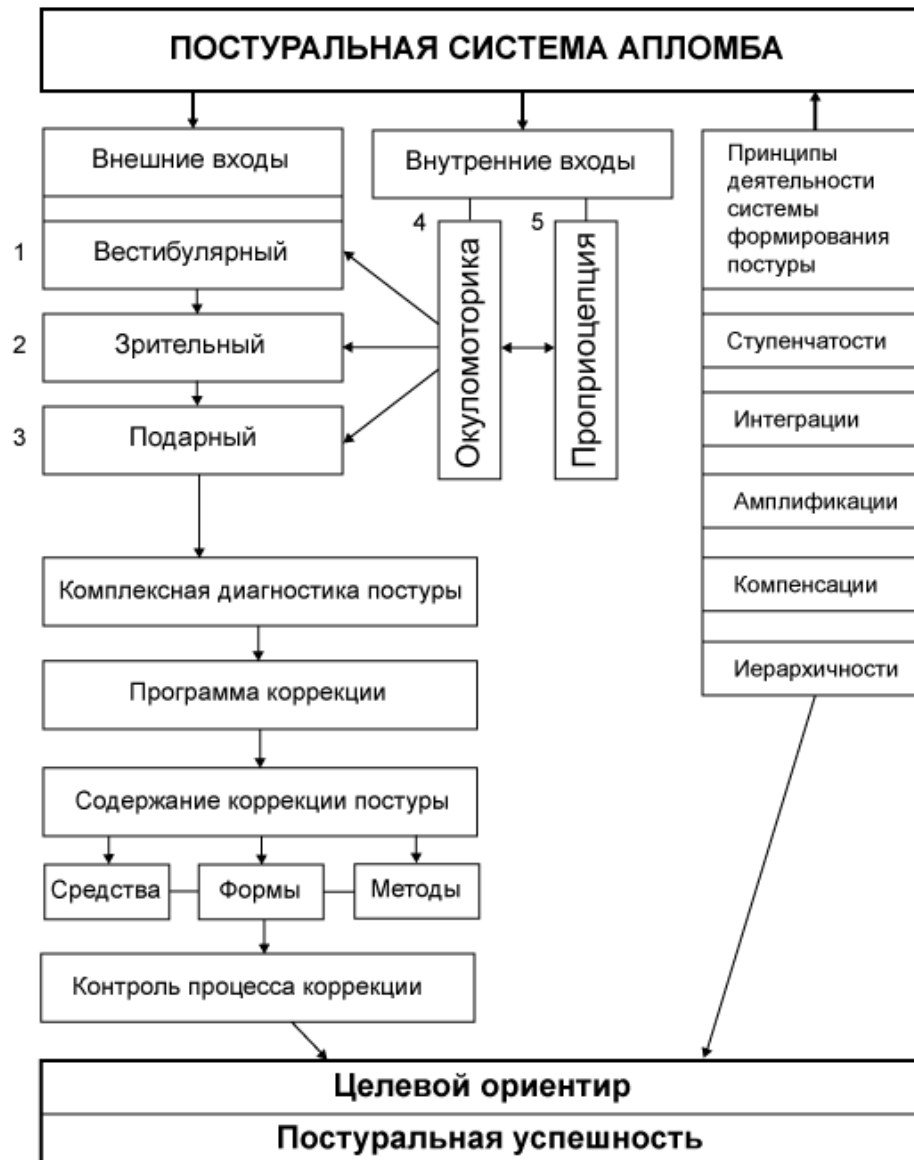 ПОСТУРАЛЬНАЯ СИСТЕМА АПЛОМБА
Внешние входы
1
Вестибулярный
2
Зрительный
3
Подарный
Внутренние входы
4
Окуломоторика
5
Проприоцепция
Принципы
деятельности
системы
формирования
постуры
Ступенчатости
Интеграции
Амплификации
Компенсации
Иерархичности
Комплексная диагностика постуры
Программа коррекции
Содержание коррекции постуры
Средства
Формы
Методы
Контроль процесса коррекции
Целевой ориентир
Постуральная успешность